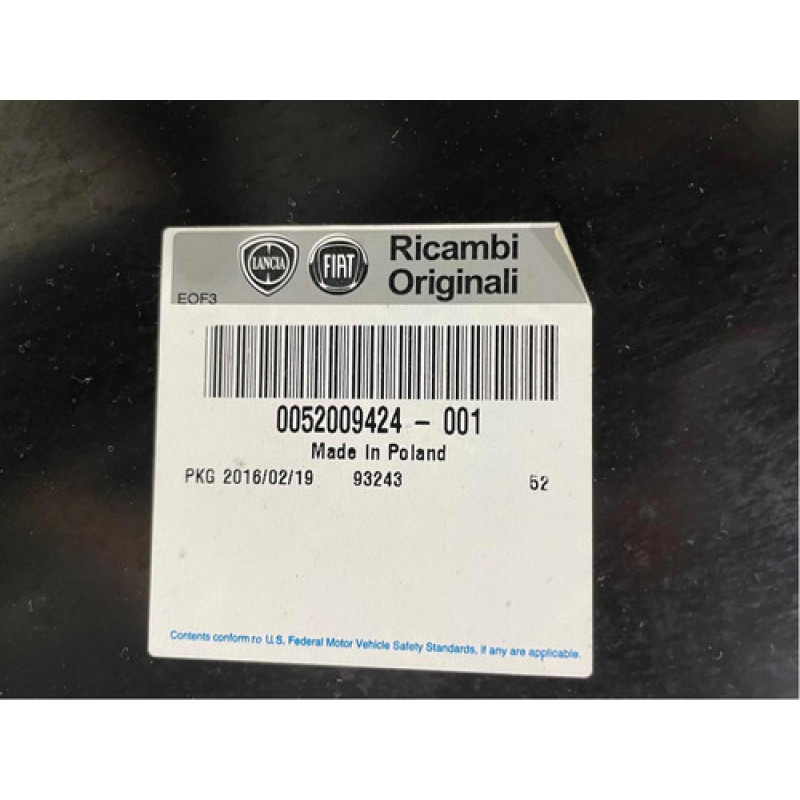 LANCIA FIAT Ricambi
Originali
EOF3
0052009424 - 001
Made In Poland
PKG 2016/02/19 93243 52
Contents conform to U.S. Federal Motor Vehicle Safety Standards, if any are applicable.